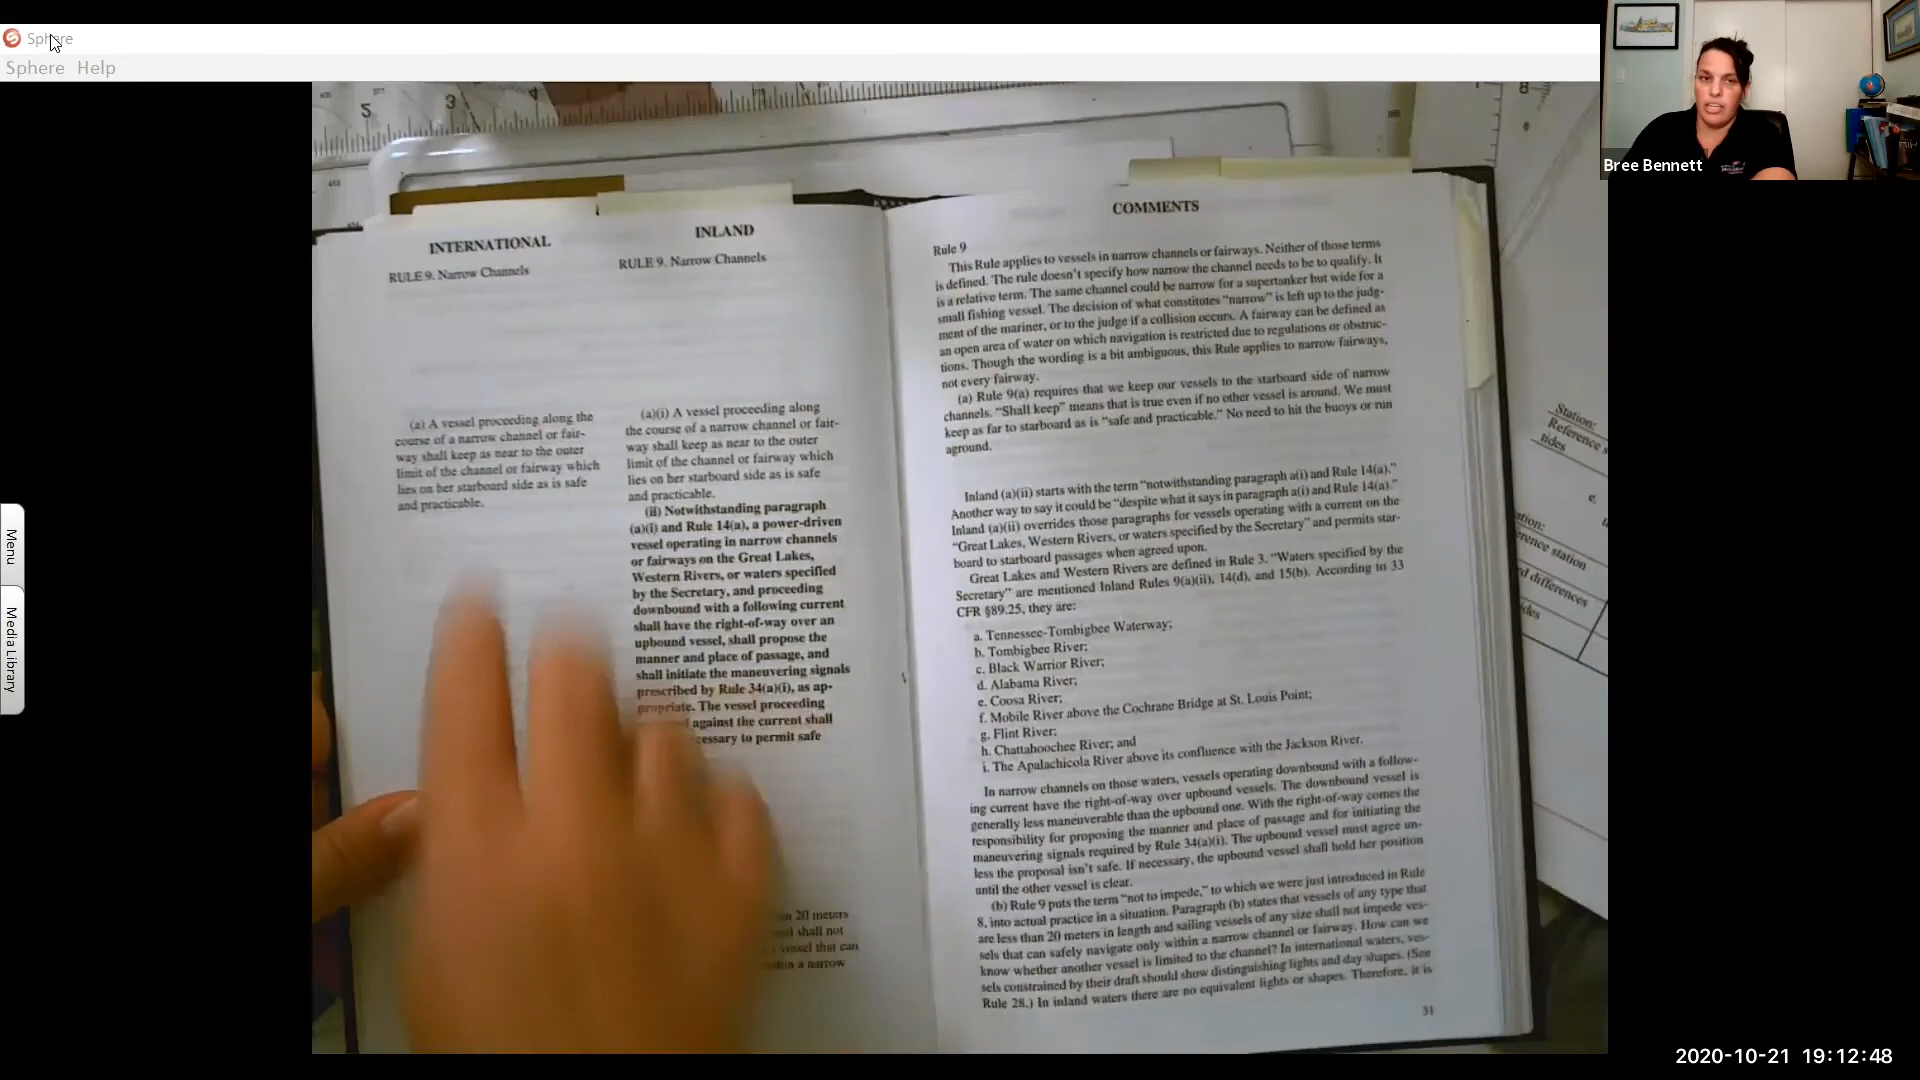 Sphere
Sphere Help
Bree Bennett
Menu
Media Library
2
3
4
8
6
INTERNATIONAL
RULE 9. Narrow Channels
(a) A vessel proceeding along the
course of a narrow channel or fair-
way shall keep as near to the outer
limit of the channel or fairway which
lies on her starboard side as is safe
and practicable.
INLAND
RULE 9. Narrow Channels
(a)(i) A vessel proceeding along
the course of a narrow channel or fair-
way shall keep as near to the outer
limit of the channel or fairway which
lies on her starboard side as is safe
and practicable.
(ii) Notwithstanding paragraph
(a)(i) and Rule 14(a), a power-driven
vessel operating in narrow channels
or fairways on the Great Lakes,
Western Rivers, or waters specified
by the Secretary, and proceeding
downbound with a following current
shall have the right-of-way over an
upbound vessel, shall propose the
manner and place of passage, and
shall initiate the maneuvering signals
prescribed by Rule 34(a)(i), as ap-
propriate. The vessel proceeding
against the current shall
cessary to permit safe
20 meters
shall not
vessel that can
a narrow
COMMENTS
Rule 9
This Rule applies to vessels in narrow channels or fairways. Neither of those terms
is defined. The rule doesn't specify how narrow the channel needs to be to qualify. It
is a relative term. The same channel could be narrow for a supertanker but wide for a
small fishing vessel. The decision of what constitutes "narrow" is left up to the judg-
ment of the mariner, or to the judge if a collision occurs. A fairway can be defined as
an open area of water on which navigation is restricted due to regulations or obstruc-
tions. Though the wording is a bit ambiguous, this Rule applies to narrow fairways,
not every fairway.
(a) Rule 9(a) requires that we keep our vessels to the starboard side of narrow
channels. "Shall keep" means that is true even if no other vessel is around. We must
keep as far to starboard as is "safe and practicable." No need to hit the buoys or run
aground.
Inland (a)(ii) starts with the term "notwithstanding paragraph a(i) and Rule 14(a)."
Another way to say it could be "despite what it says in paragraph a(i) and Rule 14(a)."
Inland (a)(ii) overrides those paragraphs for vessels operating with a current on the
"Great Lakes, Western Rivers, or waters specified by the Secretary" and permits star-
board to starboard passages when agreed upon.
Great Lakes and Western Rivers are defined in Rule 3. "Waters specified by the
Secretary" are mentioned Inland Rules 9(a)(ii), 14(d), and 15(b). According to 33
CFR §89.25, they are:
a. Tennessee-Tombigbee Waterway;
b. Tombigbee River;
c. Black Warrior River;
d. Alabama River;
e. Coosa River;
f. Mobile River above the Cochrane Bridge at St. Louis Point;
g. Flint River;
h. Chattahoochee River; and
i. The Apalachicola River above its confluence with the Jackson River.
In narrow channels on those waters, vessels operating downbound with a follow-
ing current have the right-of-way over upbound vessels. The downbound vessel is
generally less maneuverable than the upbound one. With the right-of-way comes the
responsibility for proposing the manner and place of passage and for initiating the
maneuvering signals required by Rule 34(a)(i). The upbound vessel must agree un-
less the proposal isn't safe. If necessary, the upbound vessel shall hold her position
until the other vessel is clear.
(b) Rule 9 puts the term "not to impede," to which we were just introduced in Rule
8, into actual practice in a situation. Paragraph (b) states that vessels of any type that
are less than 20 meters in length and sailing vessels of any size shall not impede ves-
sels that can safely navigate only within a narrow channel or fairway. How can we
know whether another vessel is limited to the channel? In international waters, ves-
sels constrained by their draft should show distinguishing lights and day shapes. (See
Rule 28.) In inland waters there are no equivalent lights or shapes. Therefore, it is
31
Station:
Reference s
tides
ation:
rence station
d differences
ides
2020-10-21 19:12:48